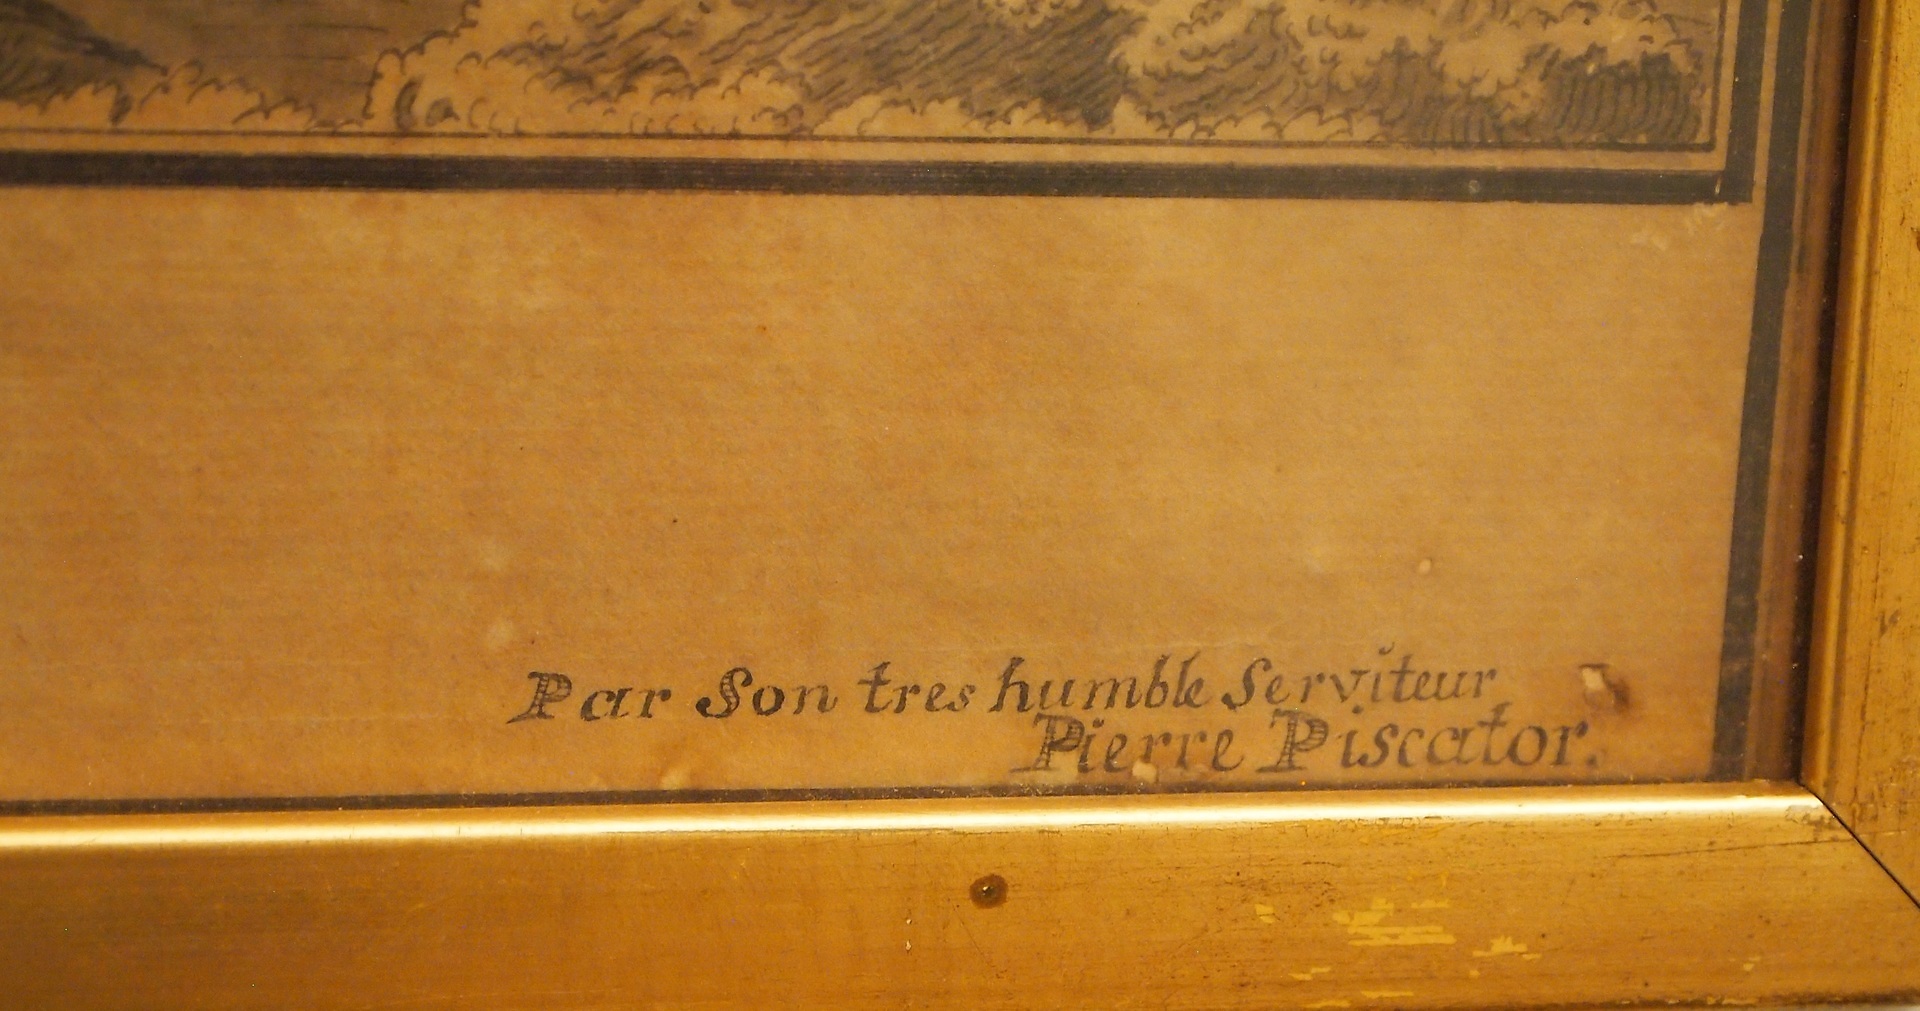 Par Son tres humble Serviteur
Pierre Piscator.